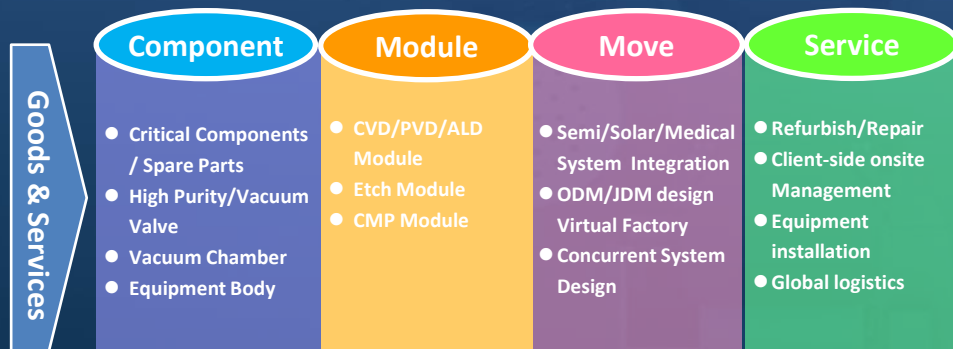 Goods & Services
Component
Critical Components
/ Spare Parts
High Purity/Vacuum
Valve
Vacuum Chamber
Equipment Body
Module
CVD/PVD/ALD
Module
Etch Module
CMP Module
Move
Semi/Solar/Medical
System Integration
ODM/JDM design
Virtual Factory
Concurrent System
Design
Service
Refurbish/Repair
Client-side onsite
Management
Equipment
installation
Global logistics